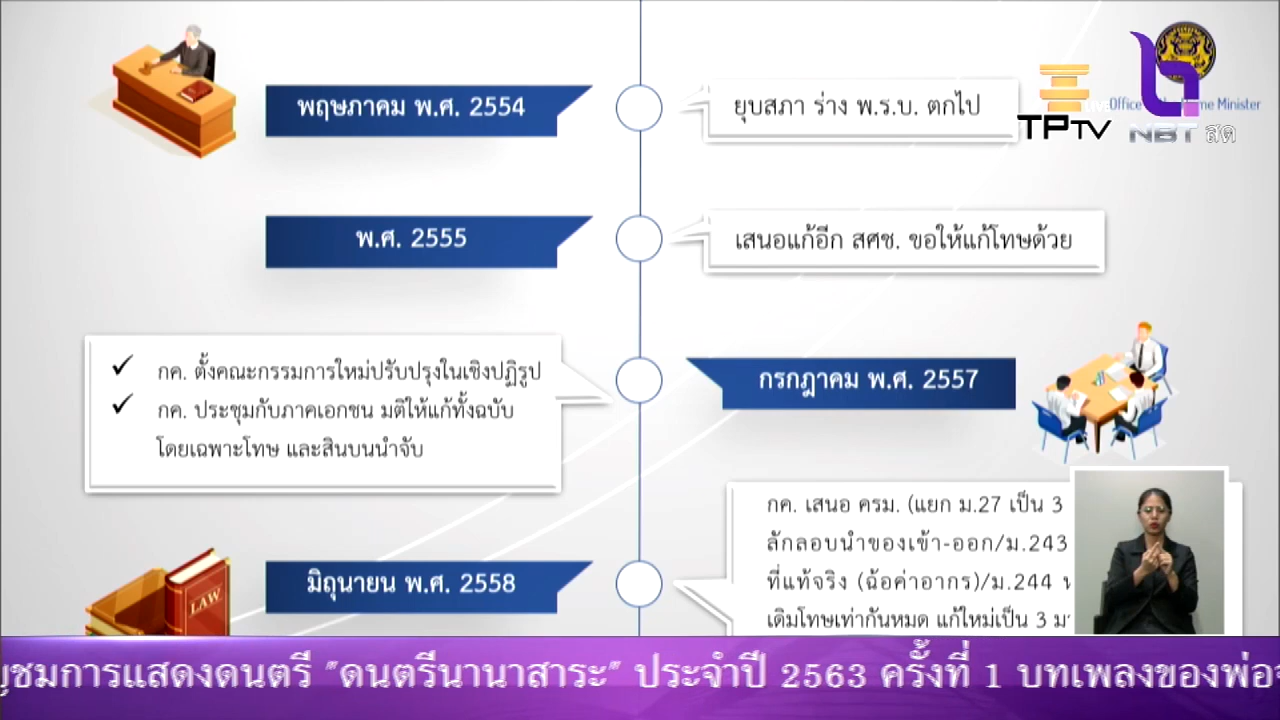 พฤษภาคม พ.ศ. 2554
ยุบสภา ร่าง พ.ร.บ. ตกไป
TPTV
Office
me Minister
NBT สด
พ.ศ. 2555
เสนอแก้อีก สศช. ขอให้แก้โทษด้วย
✓ กค. ตั้งคณะกรรมการใหม่ปรับปรุงในเชิงปฏิรูป
✓ กค. ประชุมกับภาคเอกชน มติให้แก้ทั้งฉบับ
โดยเฉพาะโทษ และสินบนนำจับ
กรกฎาคม พ.ศ. 2557
มิถุนายน พ.ศ. 2558
LAW
กค. เสนอ ครม. (แยก ม.27 เป็น 3
ลักลอบนำของเข้า-ออก/ม.243
ที่แท้จริง (ฉ้อค่าอากร)/ม.244
เดิมโทษเท่ากันหมด แก้ใหม่เป็น 3
ชมการแสดงดนตรี "ดนตรีนานาสาระ" ประจำปี 2563 ครั้งที่ 1 บทเพลงของพ่อ